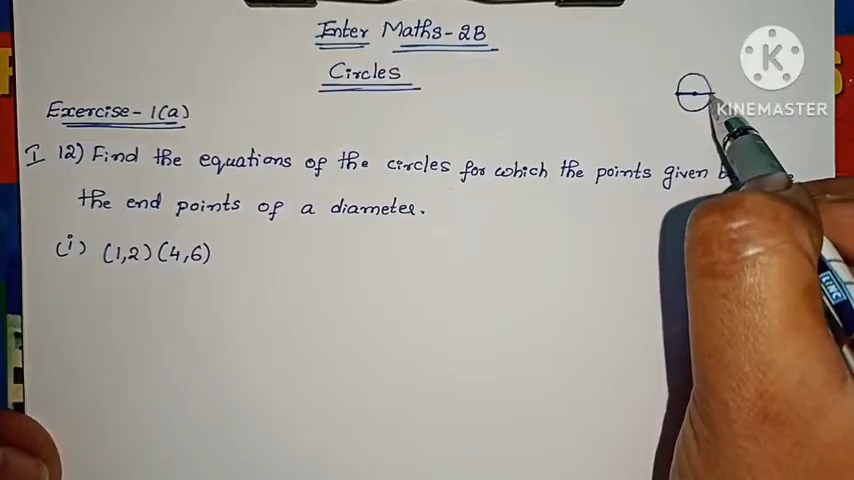 Inter Maths-2B
Circles
K
KINEMASTER
Exercise-1(a)
I 12) Find the equations of the circles for which the points given
the end points of a diameter.
(i) (1,2) (4,6)
LINC